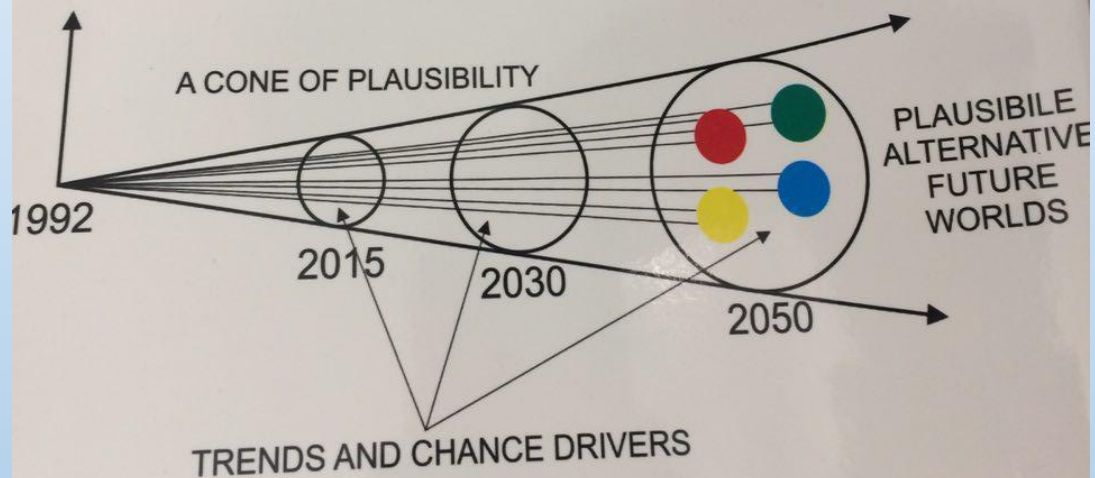 A CONE OF PLAUSIBILITY
PLAUSIBILE
ALTERNATIVE
FUTURE
WORLDS
1992
2015
2030
2050
TRENDS AND CHANCE DRIVERS